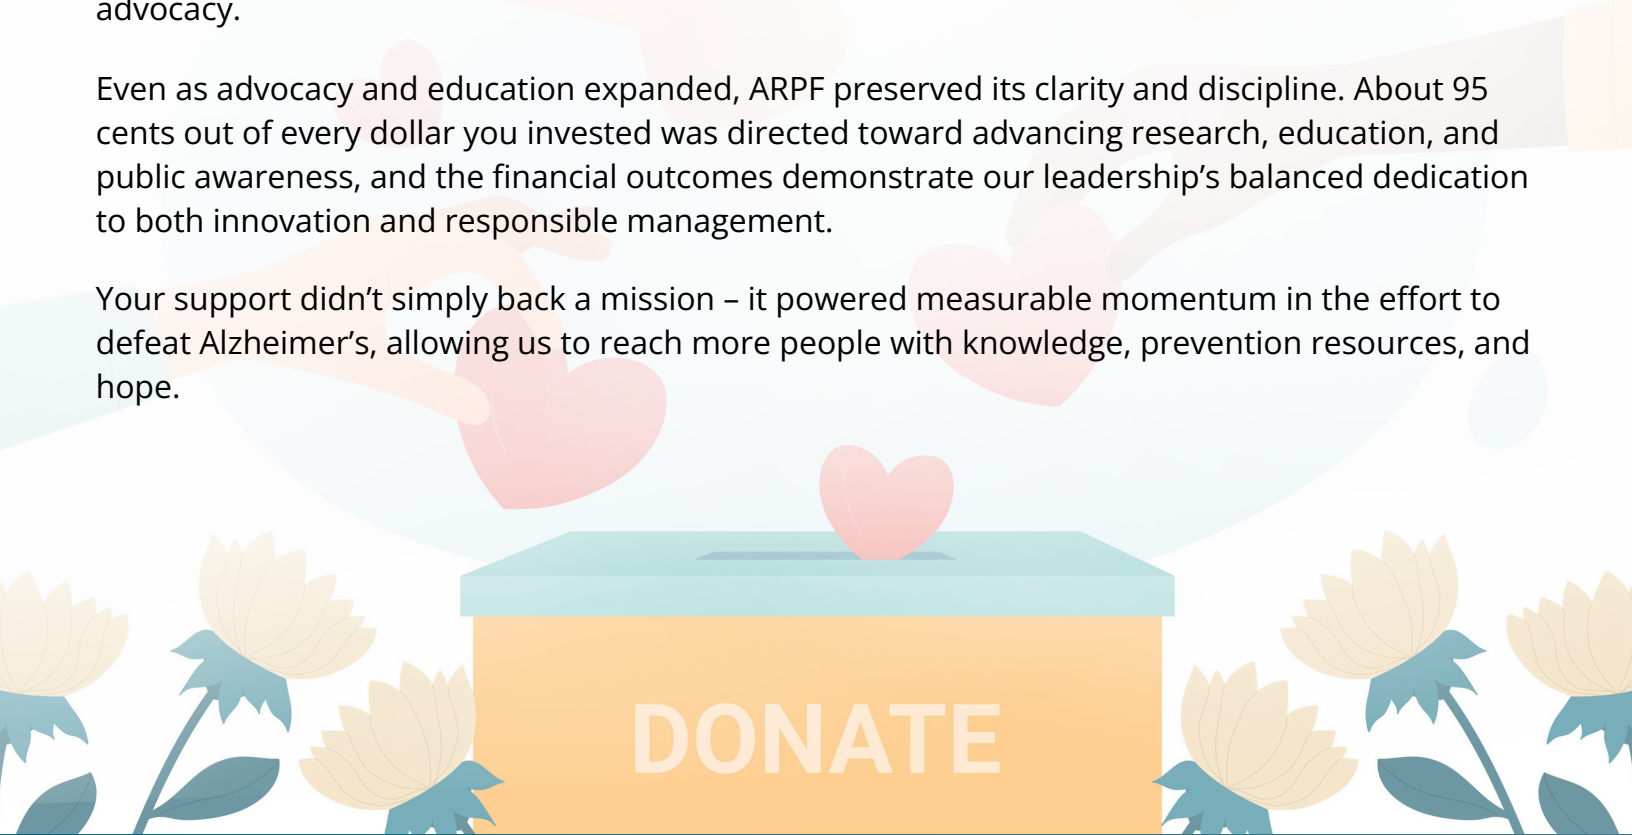 advocacy.
Even as advocacy and education expanded, ARPF preserved its clarity and discipline. About 95
cents out of every dollar you invested was directed toward advancing research, education, and
public awareness, and the financial outcomes demonstrate our leadership’s balanced dedication
to both innovation and responsible management.
Your support didn’t simply back a mission – it powered measurable momentum in the effort to
defeat Alzheimer’s, allowing us to reach more people with knowledge, prevention resources, and
hope.
DONATE